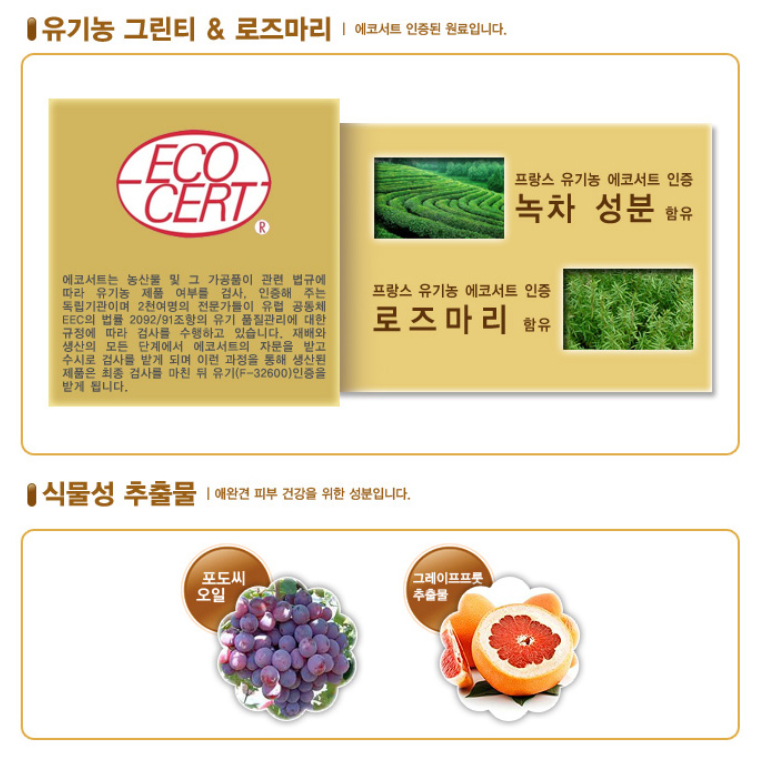 유기농 그린티 & 로즈마리 | 에코서트 인증된 원료입니다.
ECO
CERT
®
에코서트는 농산물 및 그 가공품이 관련 법규에
따라 유기농 제품 여부를 검사, 인증해 주는
독립기관이며 2천여명의 전문가들이 유럽 공동체
EEC의 법률 2092/91조항의 유기 품질관리에 대한
규정에 따라 검사를 수행하고 있습니다. 재배와
생산의 모든 단계에서 에코서트의 자문을 받고
수시로 검사를 받게 되며 이런 과정을 통해 생산된
제품은 최종 검사를 마친 뒤 유기(F-32600)인증을
받게 됩니다.
프랑스 유기농 에코서트 인증
녹차 성분 함유
프랑스 유기농 에코서트 인증
로즈마리 함유
식물성 추출물 | 애완견 피부 건강을 위한 성분입니다.
포도씨
오일
그레이프프룻
추출물